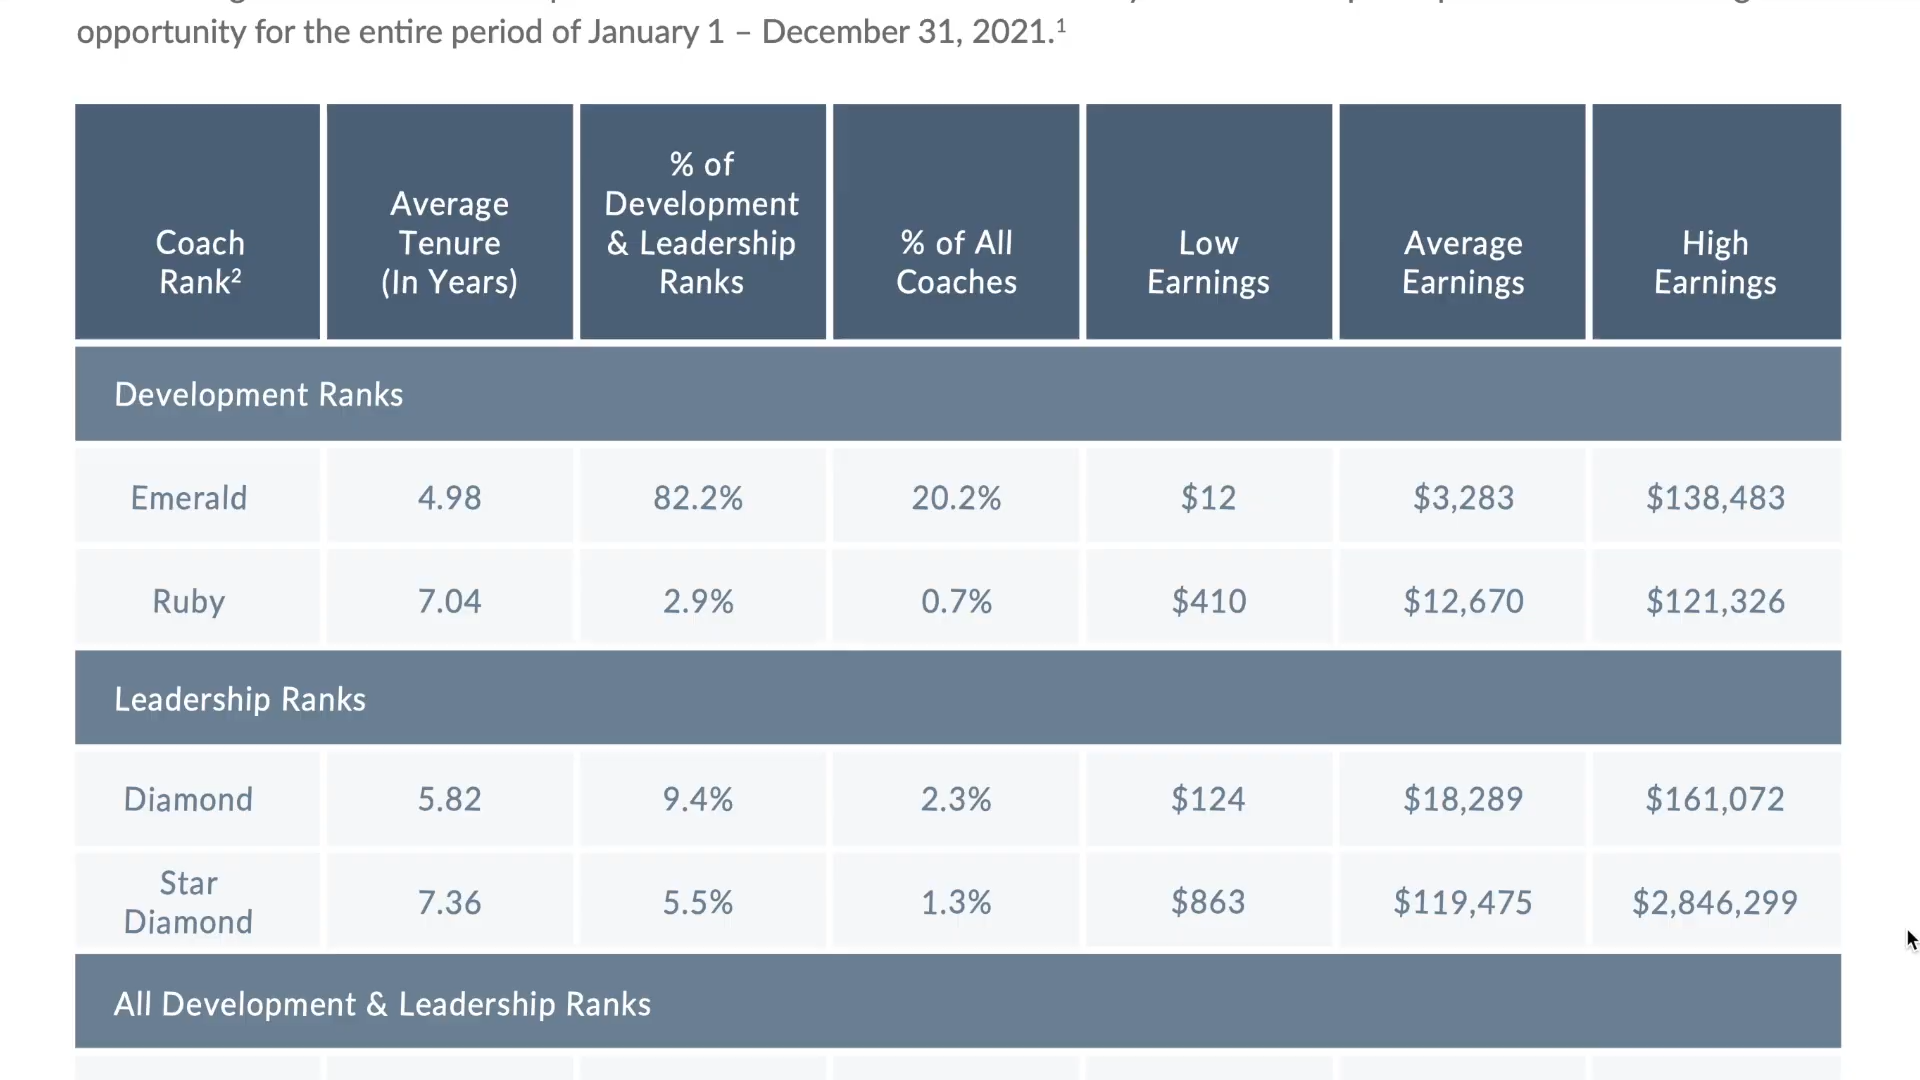 opportunity for the entire period of January 1 – December 31, 2021.¹
Coach
Rank²
Average
Tenure
(In Years)
% of
Development
& Leadership
Ranks
% of All
Coaches
Low
Earnings
Average
Earnings
High
Earnings
Development Ranks
Emerald 4.98 82.2% 20.2% $12 $3,283 $138,483
Ruby 7.04 2.9% 0.7% $410 $12,670 $121,326
Leadership Ranks
Diamond 5.82 9.4% 2.3% $124 $18,289 $161,072
Star
Diamond
7.36 5.5% 1.3% $863 $119,475 $2,846,299
All Development & Leadership Ranks